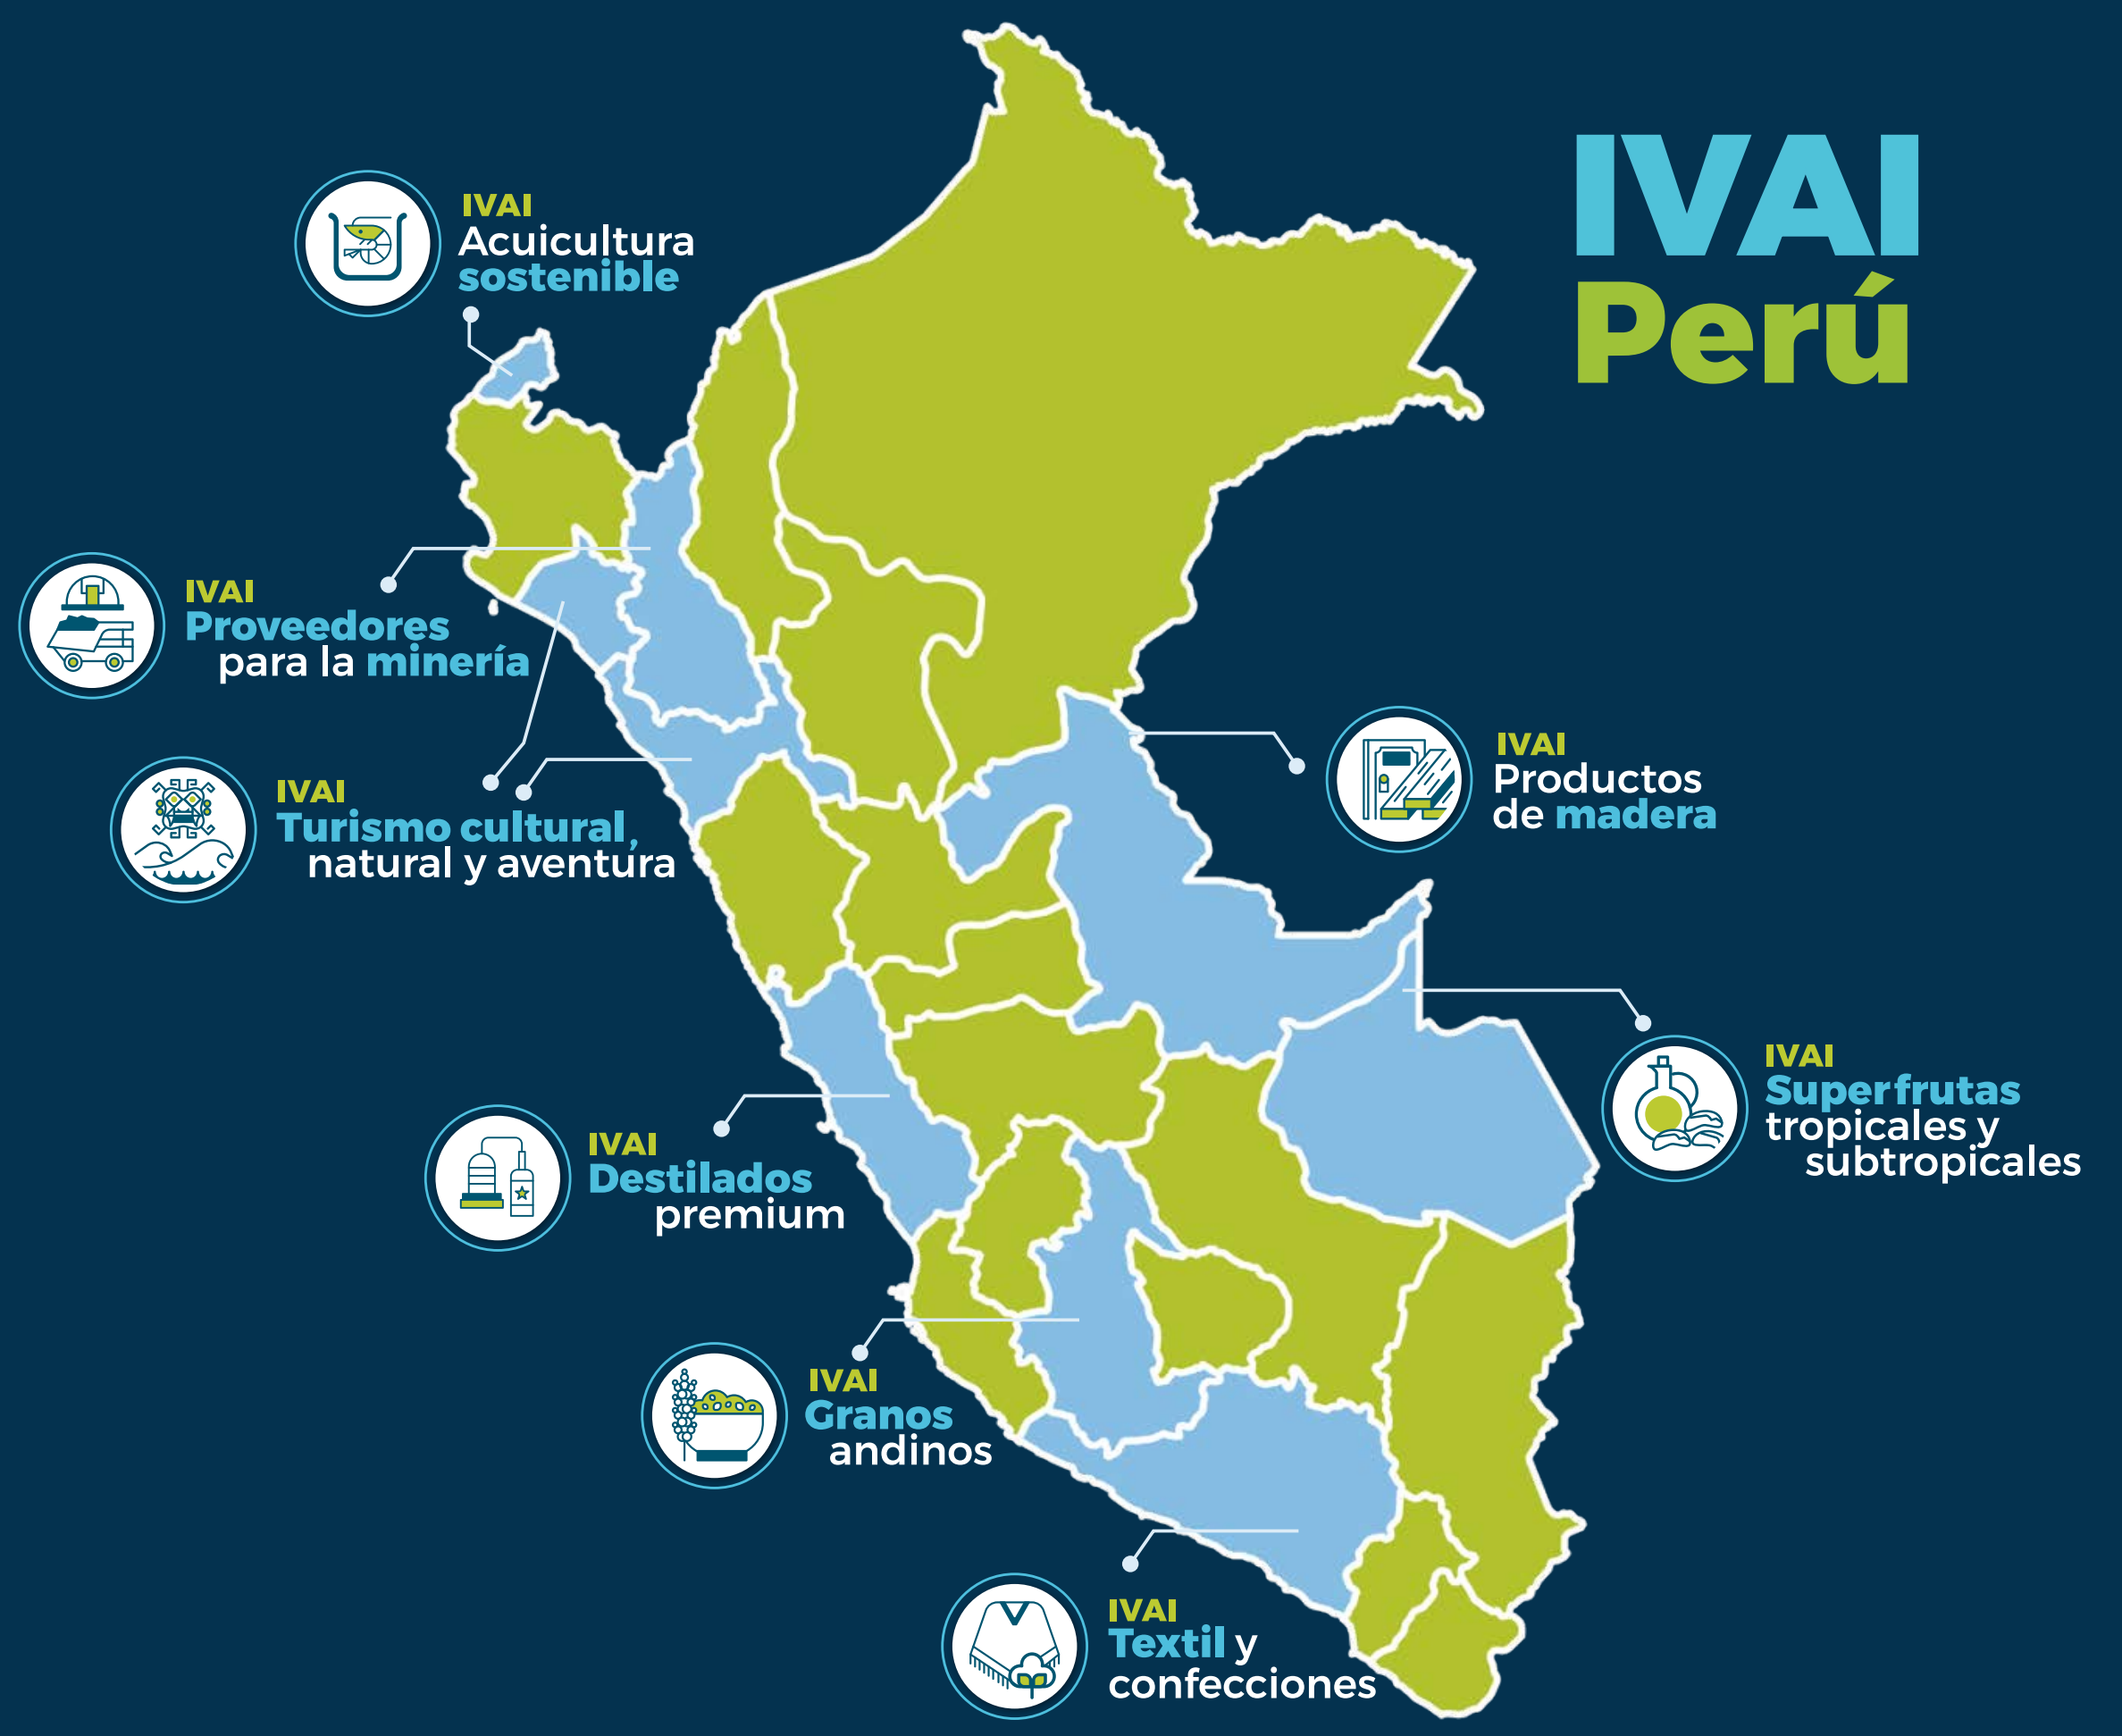 IVAI
Perú
IVAI
Acuicultura
sostenible
IVAI
Proveedores
para la minería
IVAI
Turismo cultural,
natural y aventura
IVAI
Productos
de madera
IVAI
Superfrutas
tropicales y
subtropicales
IVAI
Destilados
premium
IVAI
Granos
andinos
IVAI
Textil y
confecciones